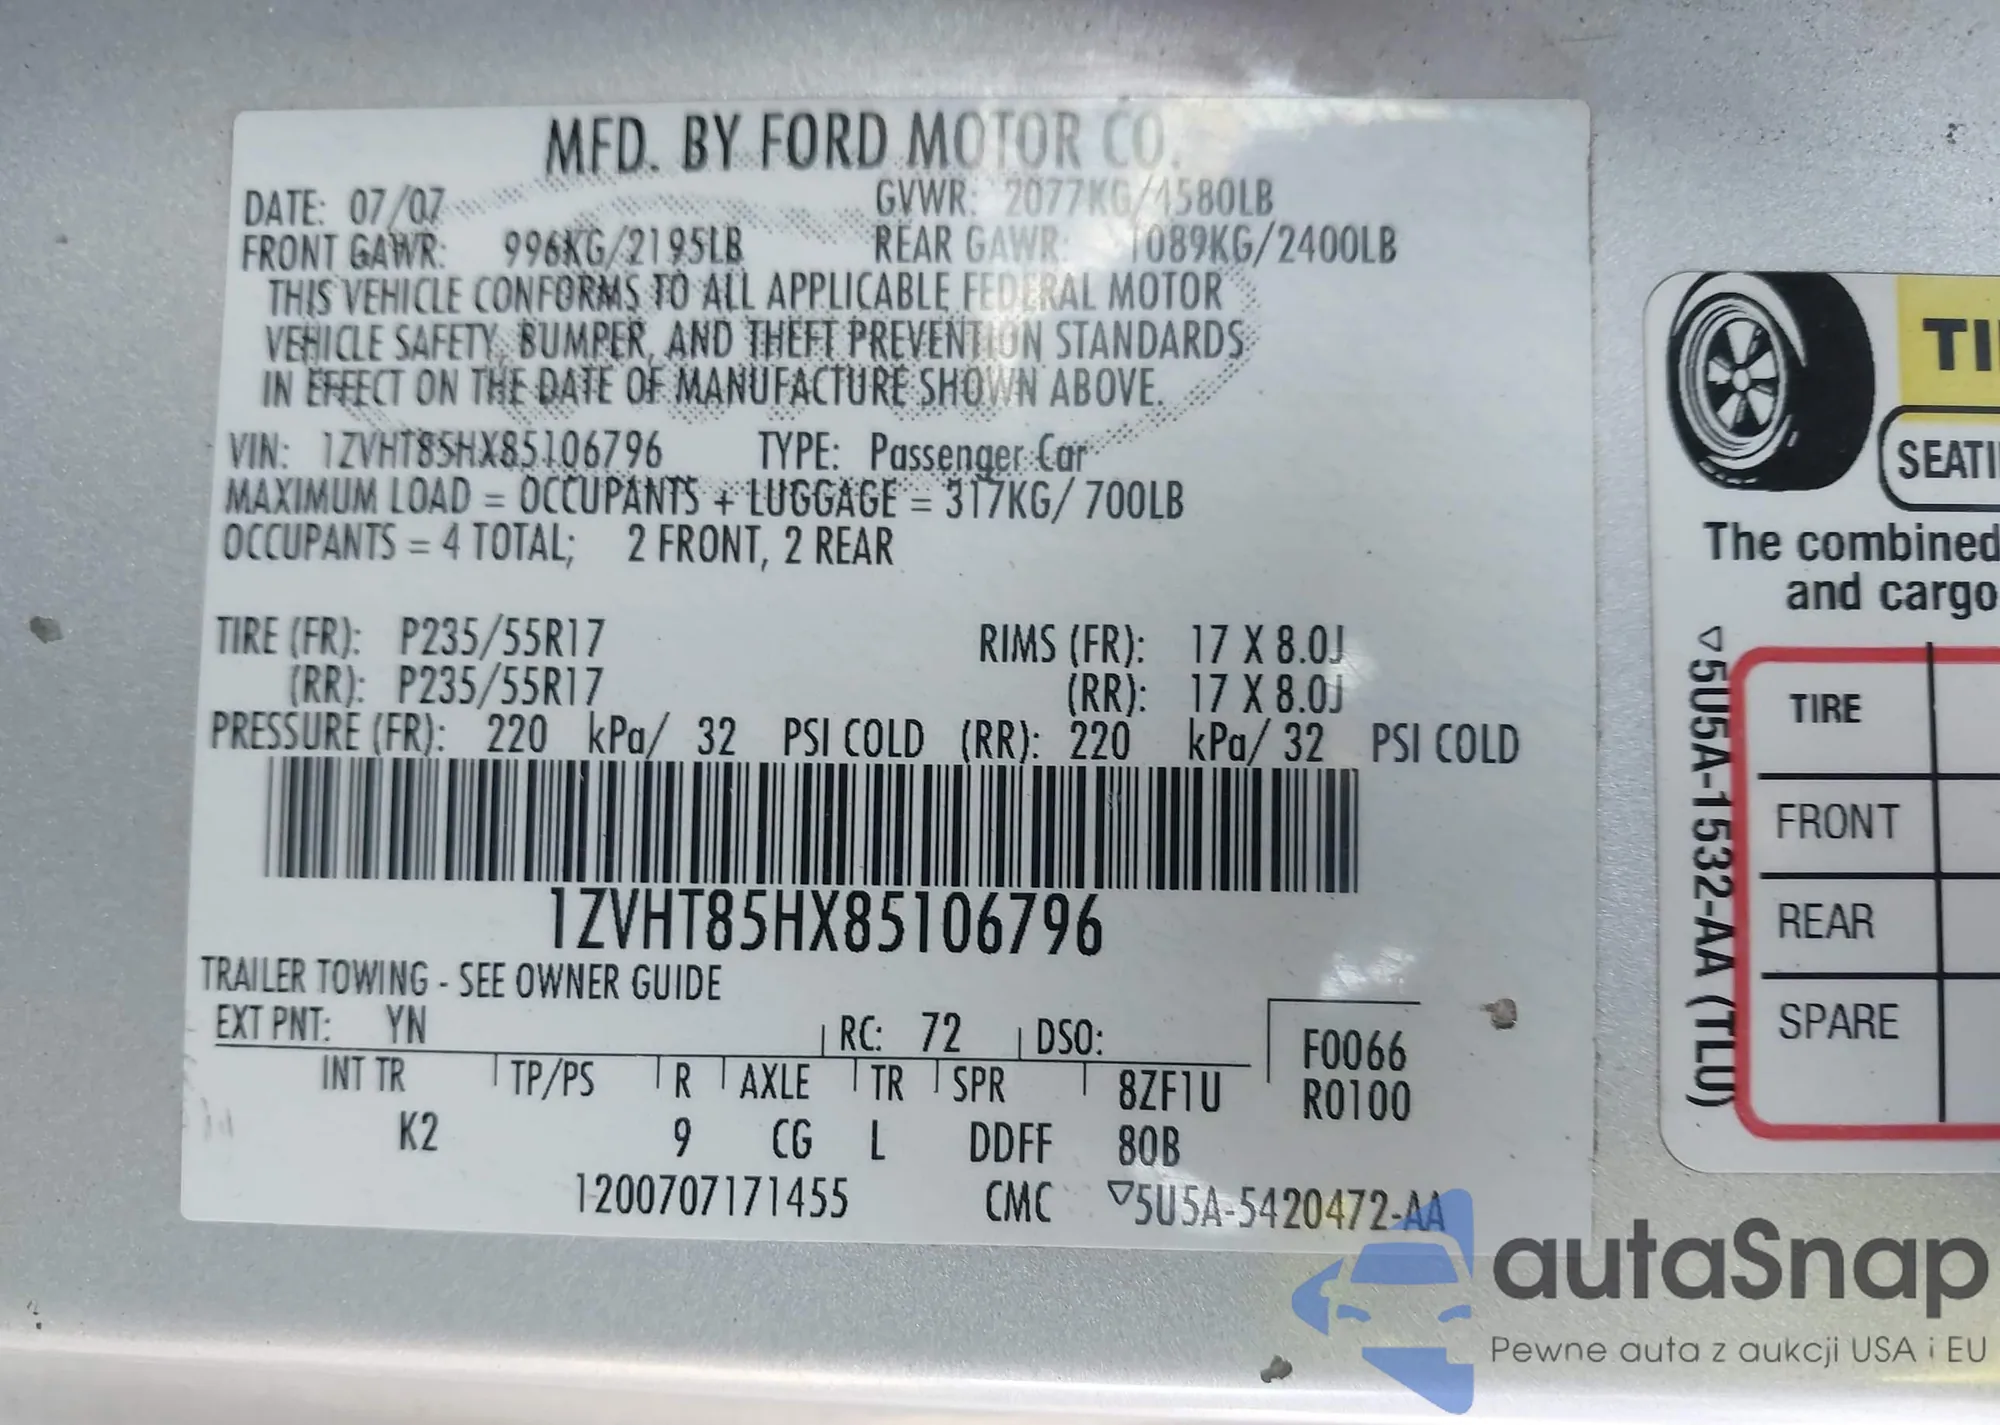 MFD. BY FORD MOTOR CO.
DATE: 07/07 GVWR: 2077KG/4580LB
FRONT GAWR: 996KG/2195LB REAR GAWR: 1089KG/2400LB
THIS VEHICLE CONFORMS TO ALL APPLICABLE FEDERAL MOTOR
VEHICLE SAFETY, BUMPER, AND THEFT PREVENTION STANDARDS
IN EFFECT ON THE DATE OF MANUFACTURE SHOWN ABOVE.
VIN: 1ZVHT85HX85106796 TYPE: Passenger Car
MAXIMUM LOAD = OCCUPANTS + LUGGAGE = 317KG/ 700LB
OCCUPANTS = 4 TOTAL; 2 FRONT, 2 REAR
TIRE (FR): P235/55R17 RIMS (FR): 17 X 8.0J
(RR): P235/55R17 (RR): 17 X 8.0J
PRESSURE (FR): 220 kPa/ 32 PSI COLD (RR): 220 kPa/ 32 PSI COLD
1ZVHT85HX85106796
TRAILER TOWING - SEE OWNER GUIDE
EXT PNT: YN RC: 72 DSO: F0066
INT TR TP/PS R AXLE TR SPR 8ZF1U R0100
K2 9 CG L DDFF 80B
1200707171455 CMC ▽5U5A-5420472-AA
TI
SEATI
The combined
and cargo
▽5U5A-1532-AA (TLU)
TIRE
FRONT
REAR
SPARE
autaSnap
Pewne auta z aukcji USA i EU